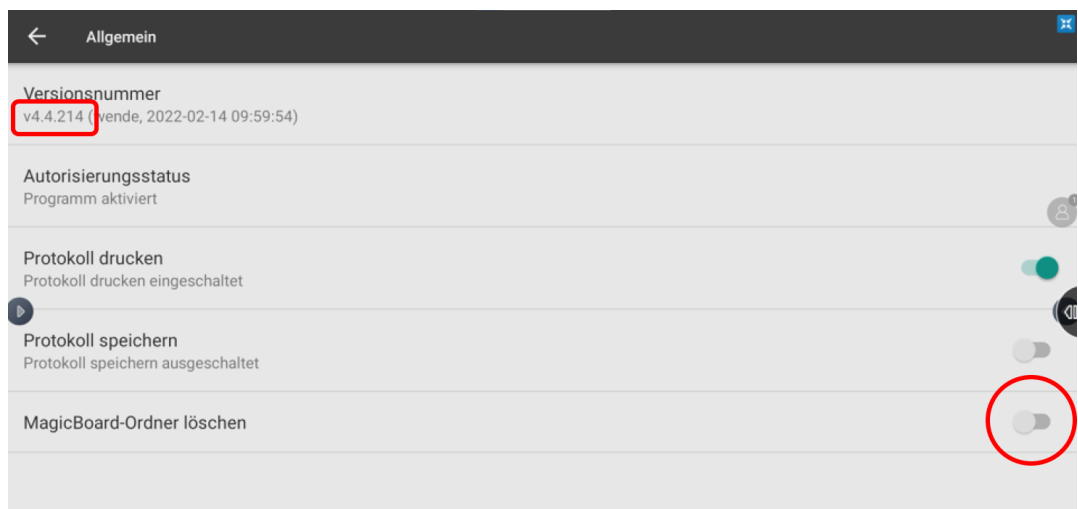 Allgemein
Versionsnummer
v4.4.214 (wende, 2022-02-14 09:59:54)
Autorisierungsstatus
Programm aktiviert
1
Protokoll drucken
Protokoll drucken eingeschaltet
Protokoll speichern
Protokoll speichern ausgeschaltet
MagicBoard-Ordner löschen